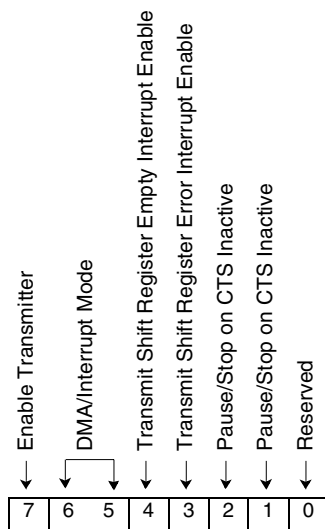 Enable Transmitter
DMA/Interrupt Mode
Transmit Shift Register Empty Interrupt Enable
Transmit Shift Register Error Interrupt Enable
Pause/Stop on CTS Inactive
Pause/Stop on CTS Inactive
Reserved
7 6 5 4 3 2 1 0